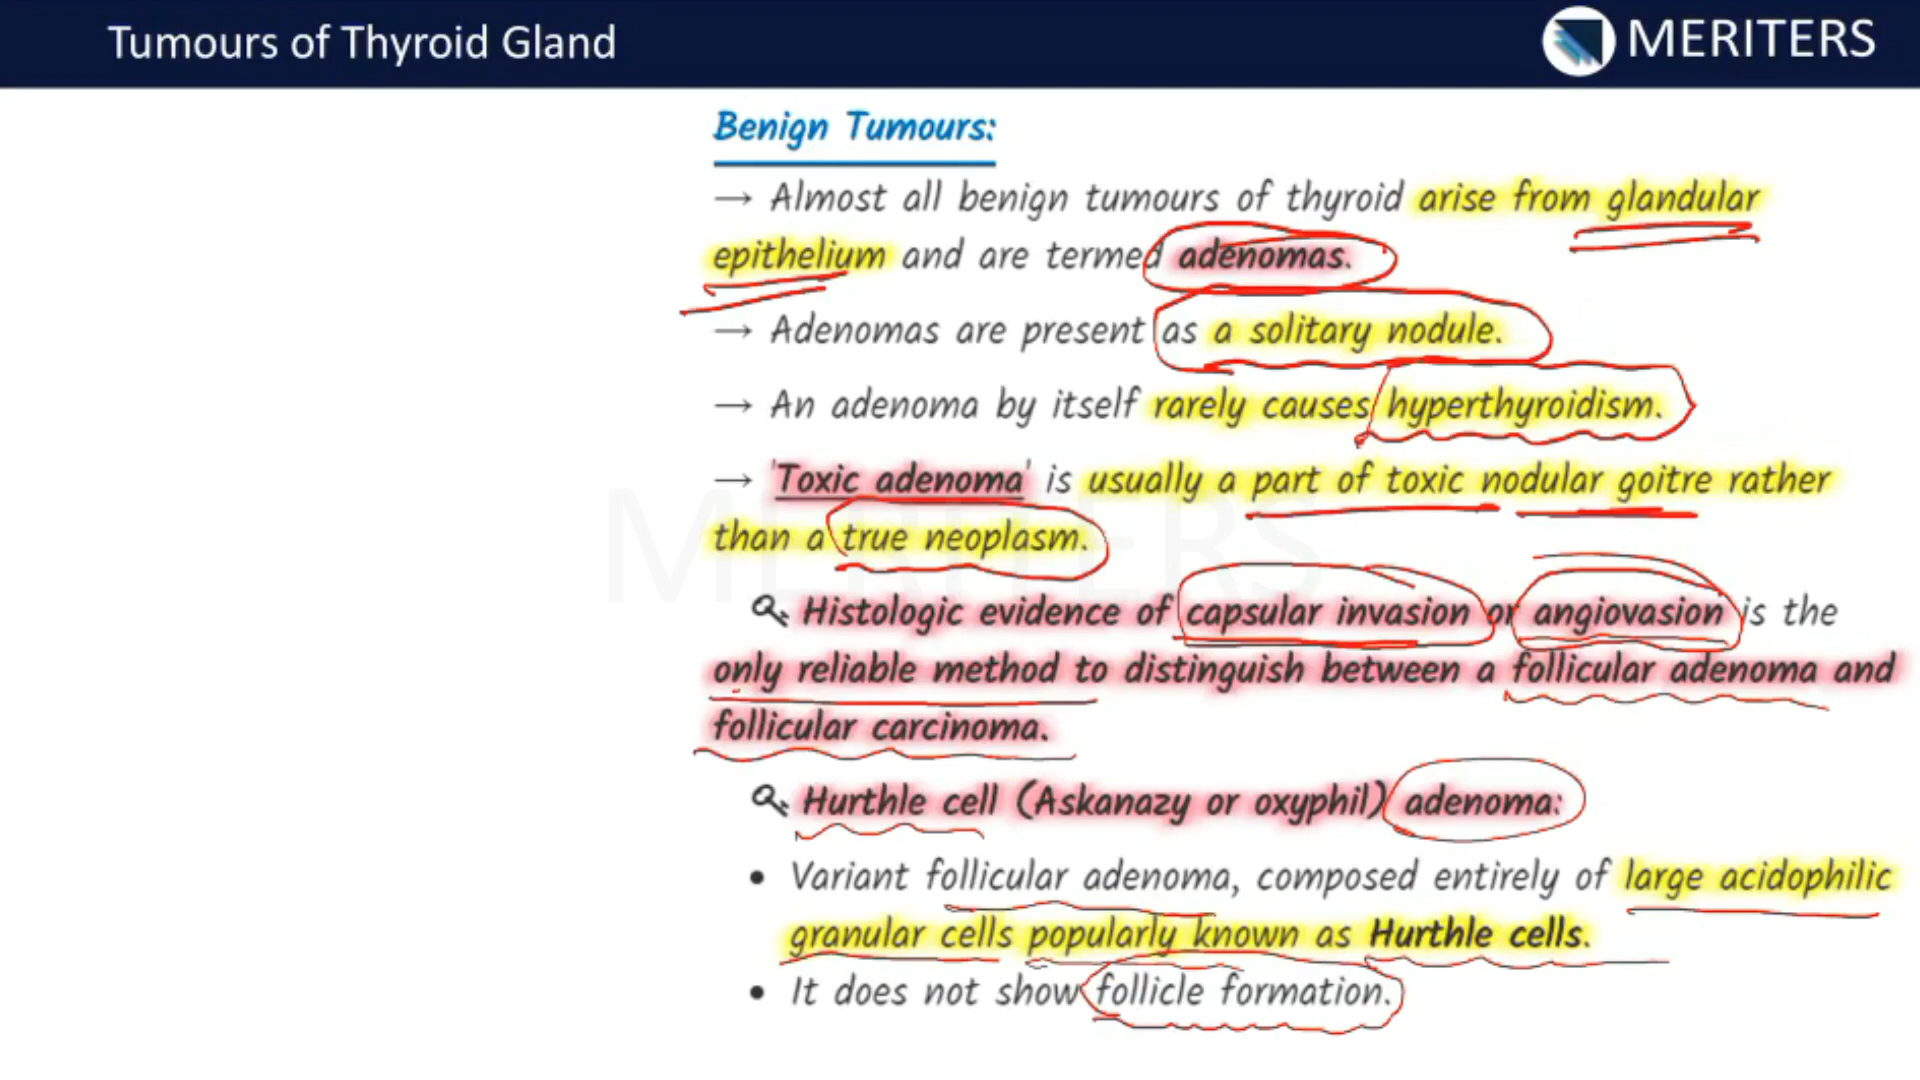 Tumours of Thyroid Gland
MERITERS
Benign Tumours:
→ Almost all benign tumours of thyroid arise from glandular
epithelium and are termed adenomas.
→ Adenomas are present as a solitary nodule.
→ An adenoma by itself rarely causes hyperthyroidism.
→ 'Toxic adenoma' is usually a part of toxic nodular goitre rather
than a true neoplasm.
Histologic evidence of capsular invasion or angiovasion is the
only reliable method to distinguish between a follicular adenoma and
follicular carcinoma.
Hurthle cell (Askanazy or oxyphil) adenoma:
• Variant follicular adenoma, composed entirely of large acidophilic
granular cells popularly known as Hurthle cells.
• It does not show follicle formation.
MERITERS